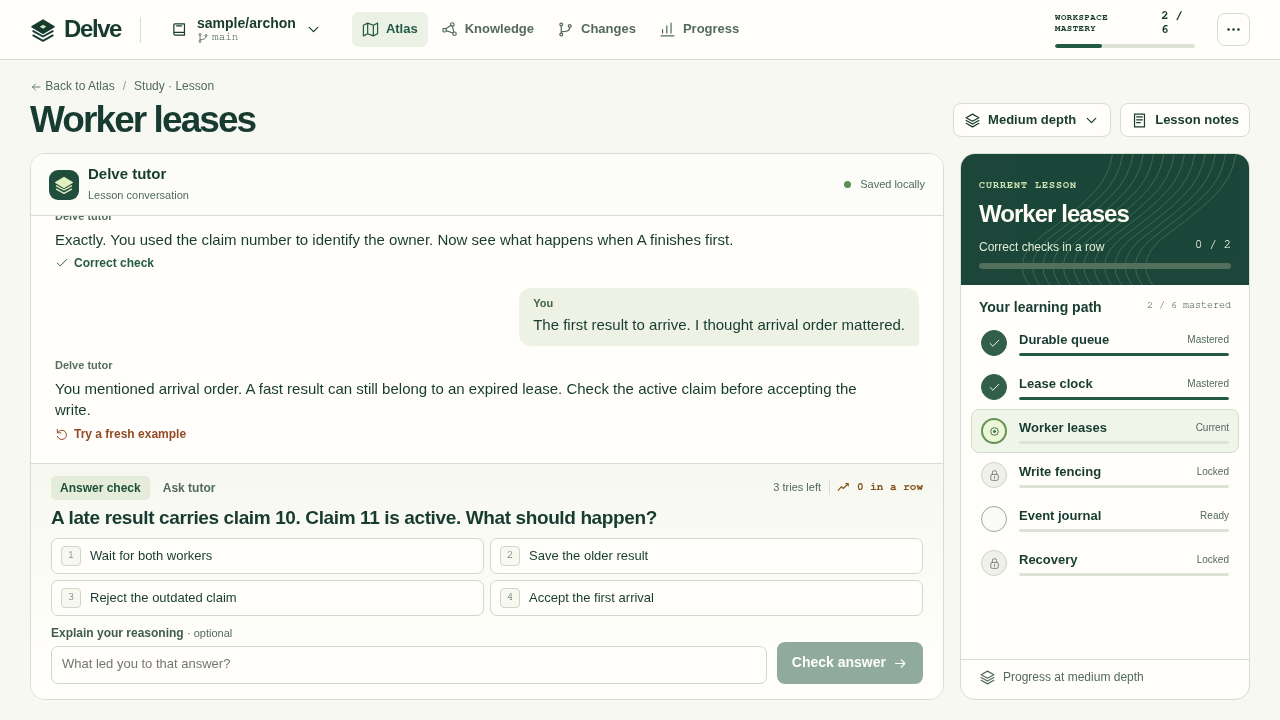 Delve
sample/archon
main
Atlas
Knowledge
Changes
Progress
WORKSPACE MASTERY
2 / 6
← Back to Atlas / Study · Lesson
Worker leases
Medium depth
Lesson notes
Delve tutor
Lesson conversation
Saved locally
Delve tutor
Exactly. You used the claim number to identify the owner. Now see what happens when A finishes first.
Correct check
You
The first result to arrive. I thought arrival order mattered.
Delve tutor
You mentioned arrival order. A fast result can still belong to an expired lease. Check the active claim before accepting the
write.
Try a fresh example
Answer check
Ask tutor
3 tries left
0 in a row
A late result carries claim 10. Claim 11 is active. What should happen?
1 Wait for both workers
2 Save the older result
3 Reject the outdated claim
4 Accept the first arrival
Explain your reasoning · optional
What led you to that answer?
Check answer →
CURRENT LESSON
Worker leases
Correct checks in a row
0 / 2
Your learning path
2 / 6 mastered
Durable queue
Mastered
Lease clock
Mastered
Worker leases
Current
Write fencing
Locked
Event journal
Ready
Recovery
Locked
Progress at medium depth